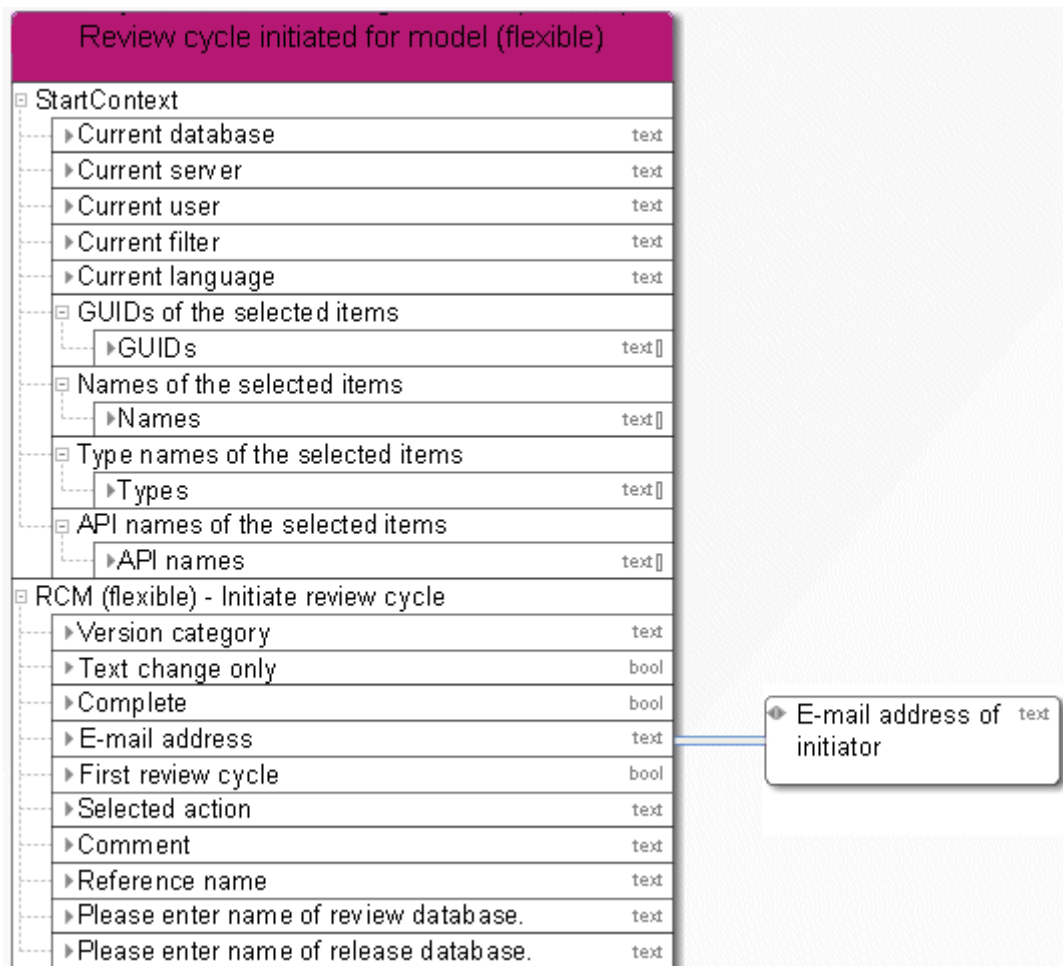 Review cycle initiated for model (flexible)
StartContext
Current database text
Current server text
Current user text
Current filter text
Current language text
GUIDs of the selected items
GUIDs text[]
Names of the selected items
Names text[]
Type names of the selected items
Types text[]
API names of the selected items
API names text[]
RCM (flexible) - Initiate review cycle
Version category text
Text change only bool
Complete bool
E-mail address text
First review cycle bool
Selected action text
Comment text
Reference name text
Please enter name of review database. text
Please enter name of release database. text
E-mail address of text
initiator